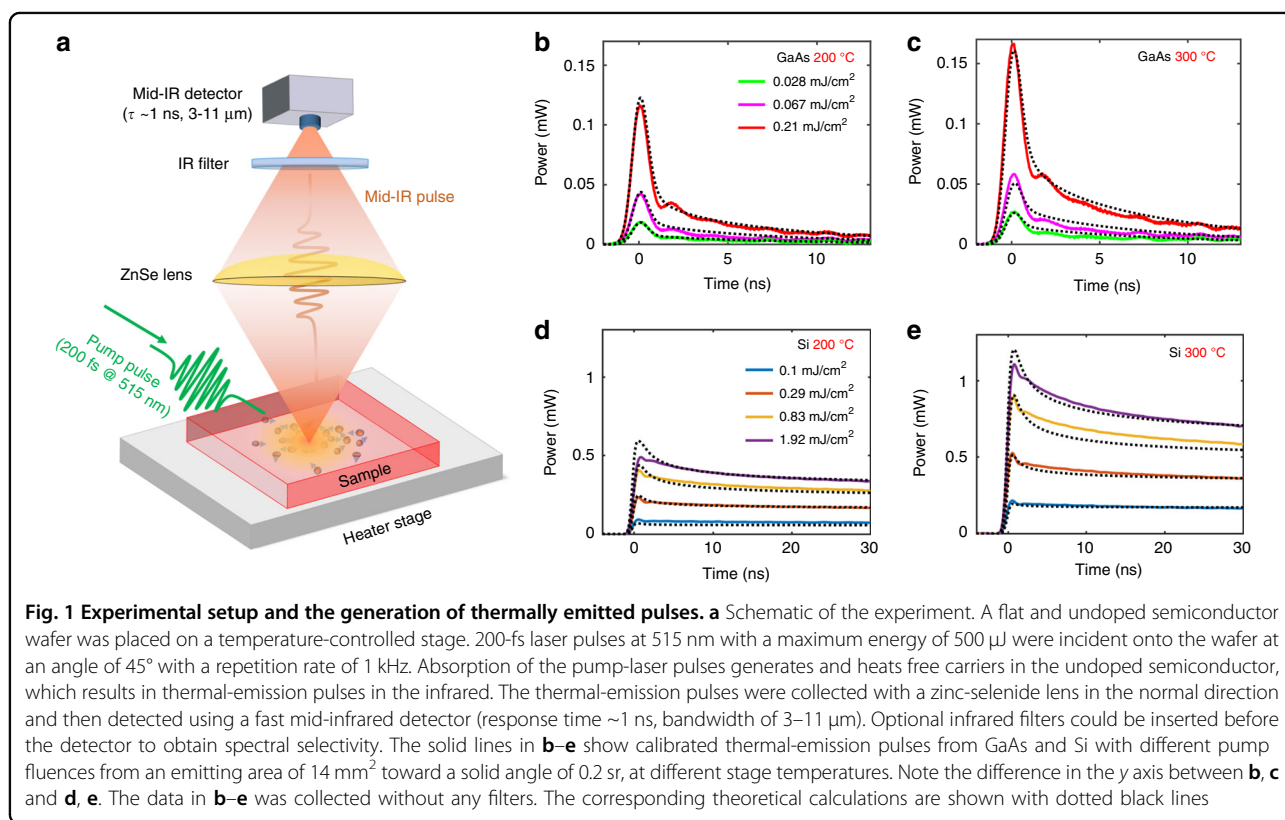 a
Mid-IR detector
(τ ~1 ns, 3-11 μm)
IR filter
Mid-IR pulse
ZnSe lens
Pump pulse
(200 fs @ 515 nm)
Sample
Heater stage
b
GaAs 200 °C
0.028 mJ/cm²
0.067 mJ/cm²
0.21 mJ/cm²
Power (mW)
0.15
0.1
0.05
0
0
5
10
Time (ns)
c
GaAs 300 °C
Power (mW)
0.15
0.1
0.05
0
0
5
10
Time (ns)
d
Si 200 °C
0.1 mJ/cm²
0.29 mJ/cm²
0.83 mJ/cm²
1.92 mJ/cm²
Power (mW)
1
0.5
0
0
10
20
30
Time (ns)
e
Si 300 °C
Power (mW)
1
0.5
0
0
10
20
30
Time (ns)
Fig. 1 Experimental setup and the generation of thermally emitted pulses. a Schematic of the experiment. A flat and undoped semiconductor
wafer was placed on a temperature-controlled stage. 200-fs laser pulses at 515 nm with a maximum energy of 500 μJ were incident onto the wafer at
an angle of 45° with a repetition rate of 1 kHz. Absorption of the pump-laser pulses generates and heats free carriers in the undoped semiconductor,
which results in thermal-emission pulses in the infrared. The thermal-emission pulses were collected with a zinc-selenide lens in the normal direction
and then detected using a fast mid-infrared detector (response time ~1 ns, bandwidth of 3–11 μm). Optional infrared filters could be inserted before
the detector to obtain spectral selectivity. The solid lines in b–e show calibrated thermal-emission pulses from GaAs and Si with different pump
fluences from an emitting area of 14 mm² toward a solid angle of 0.2 sr, at different stage temperatures. Note the difference in the y axis between b, c
and d, e. The data in b–e was collected without any filters. The corresponding theoretical calculations are shown with dotted black lines